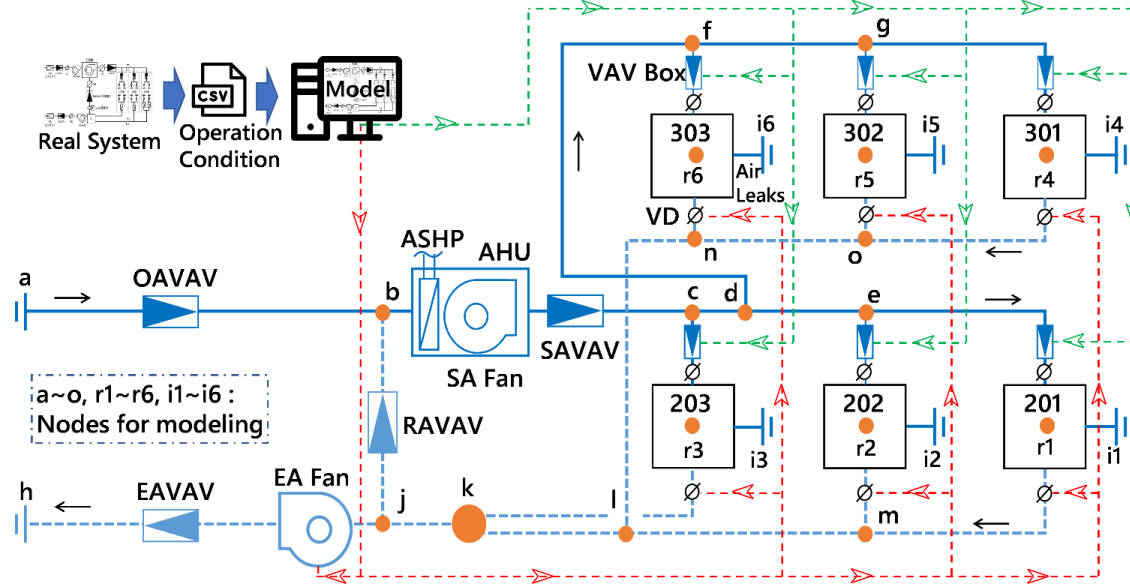 f
g
VAV Box
CSV
Model
Real System
Operation
Condition
303
r6
i6
Air
Leaks
302
r5
i5
301
r4
i4
VD
n
o
ASHP
AHU
a
OAVAV
b
SAVAV
SA Fan
c
d
e
a~o, r1~r6, i1~i6 :
Nodes for modeling
RAVAV
203
r3
i3
202
r2
i2
201
r1
i1
h
EAVAV
EA Fan
j
k
l
m